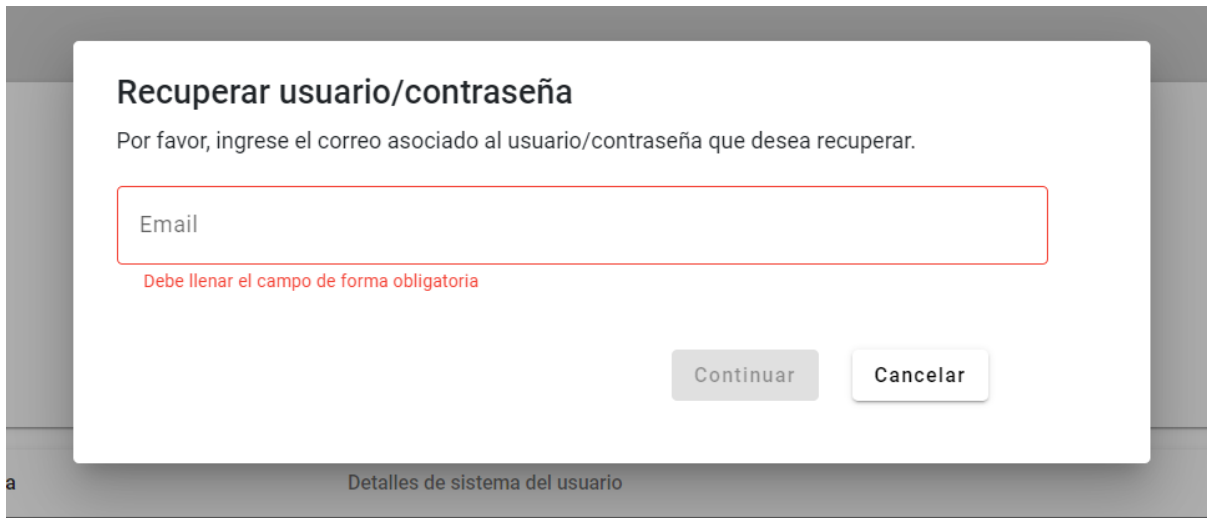 Recuperar usuario/contraseña
Por favor, ingrese el correo asociado al usuario/contraseña que desea recuperar.
Email
Debe llenar el campo de forma obligatoria
Continuar Cancelar
a Detalles de sistema del usuario